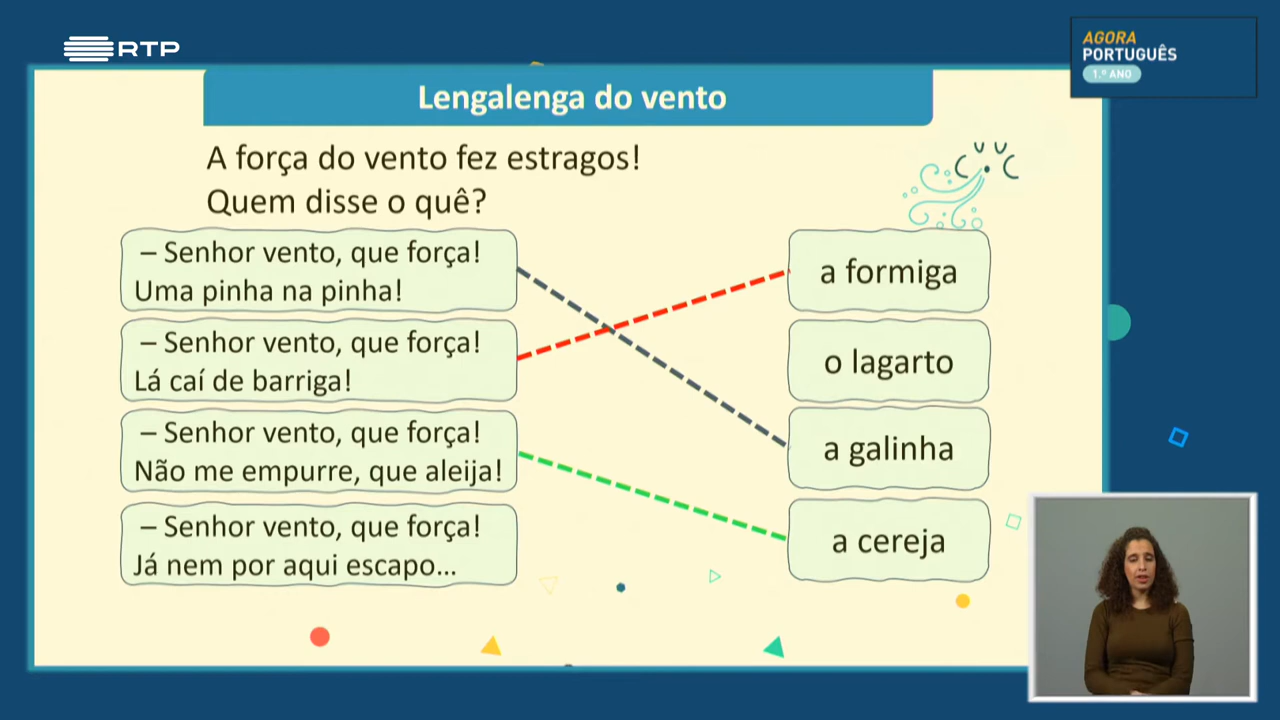 RTP
AGORA
PORTUGUÊS
1.º ANO
Lengalenga do vento
A força do vento fez estragos!
Quem disse o quê?
– Senhor vento, que força!
Uma pinha na pinha!
– Senhor vento, que força!
Lá caí de barriga!
– Senhor vento, que força!
Não me empurre, que aleija!
– Senhor vento, que força!
Já nem por aqui escapo...
a formiga
o lagarto
a galinha
a cereja